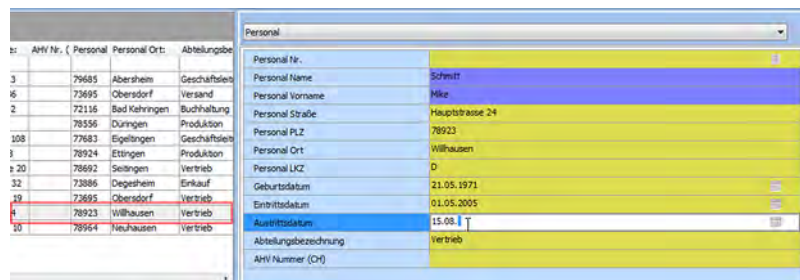 Personal
AHV Nr. ( Personal Personal Ort: Abteilungsbe
3 79685 Abersheim Geschäftsleit
6 73695 Obersdorf Versand
2 72116 Bad Kehringen Buchhaltung
78556 Düringen Produktion
108 77683 Eigeltingen Geschäftsleit
78924 Ettingen Produktion
e 20 78692 Seitingen Vertrieb
32 73886 Degesheim Einkauf
19 73695 Obersdorf Vertrieb
4 78923 Willhausen Vertrieb
10 78964 Neuhausen Vertrieb
Personal Nr.
Personal Name Schmitt
Personal Vorname Mike
Personal Straße Hauptstrasse 24
Personal PLZ 78923
Personal Ort Willhausen
Personal LKZ D
Geburtsdatum 21.05.1971
Eintrittsdatum 01.05.2005
Austrittsdatum 15.08.
Abteilungsbezeichnung Vertrieb
AHV Nummer (CH)